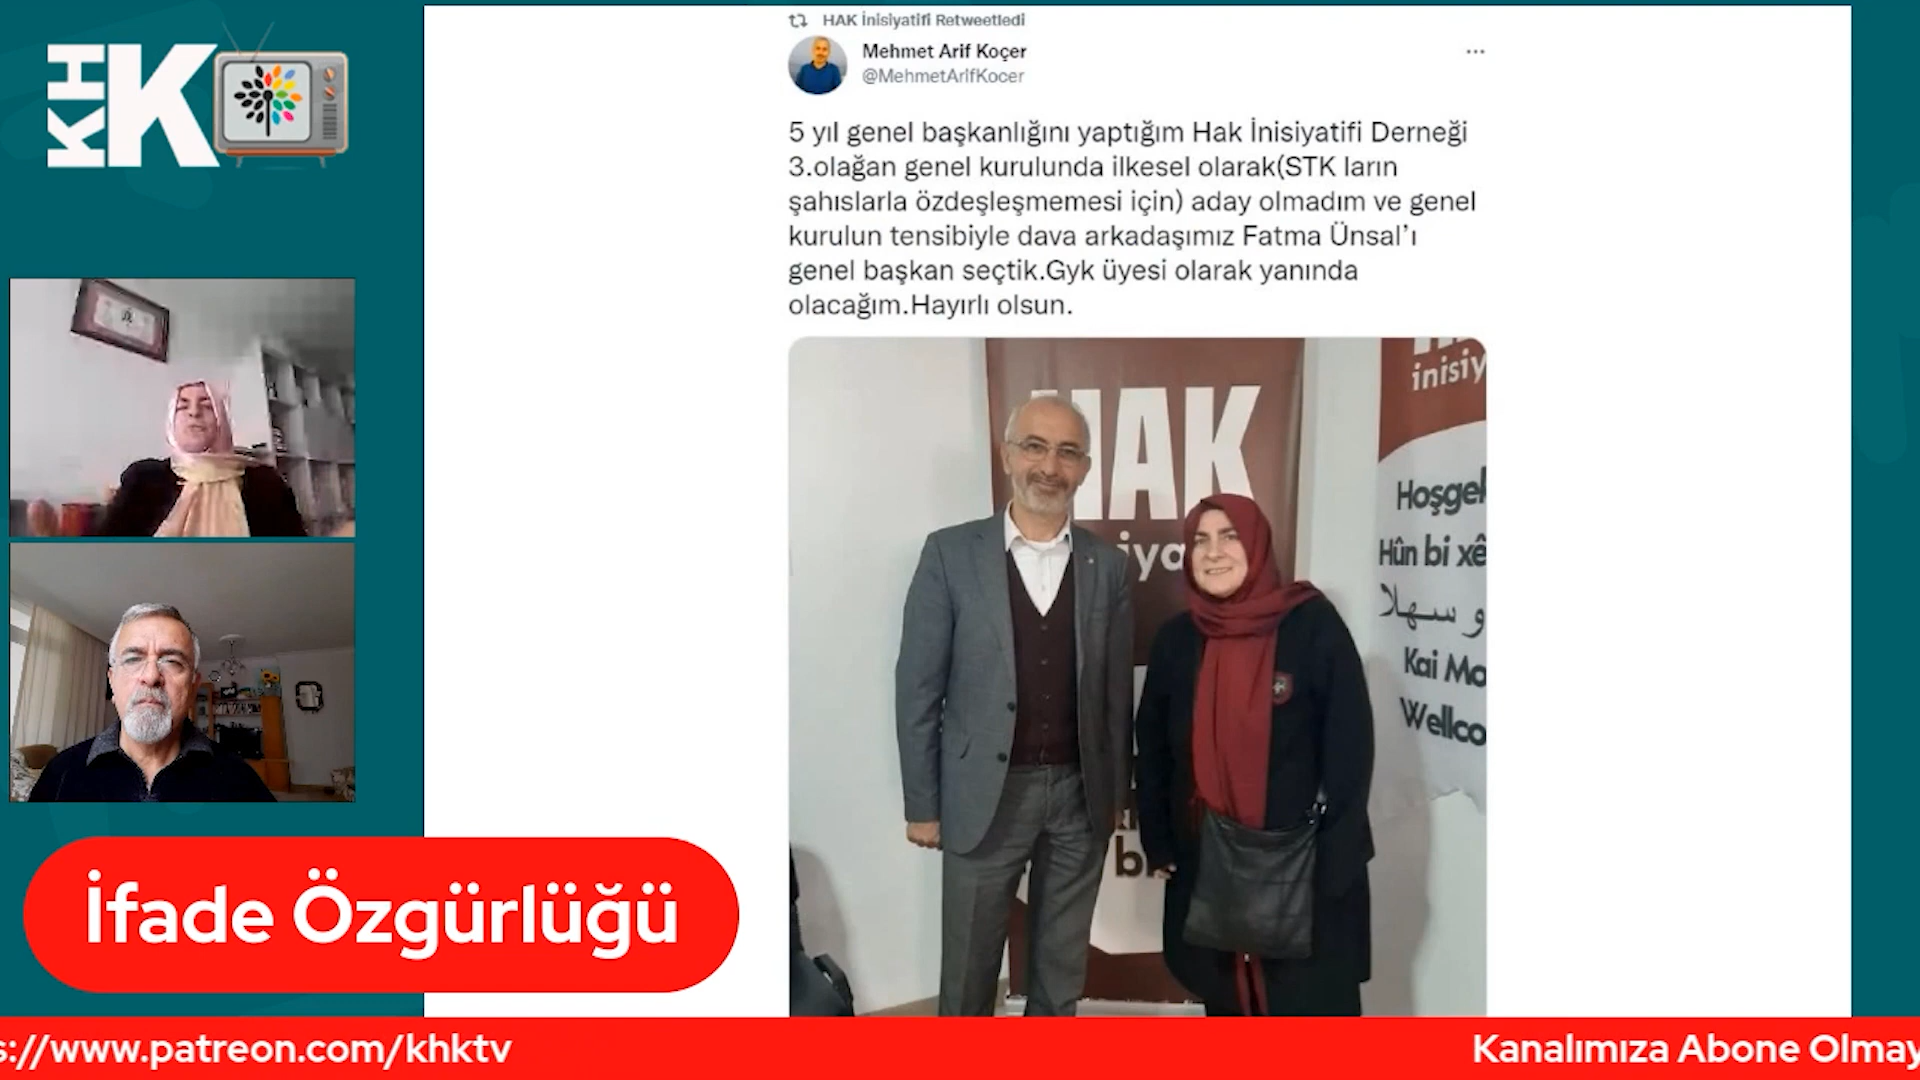 KHK
HAK İnisiyatifi Retweetledi
Mehmet Arif Koçer
@MehmetArifKocer
5 yıl genel başkanlığını yaptığım Hak İnisiyatifi Derneği
3.olağan genel kurulunda ilkesel olarak(STK ların
şahıslarla özdeşleşmemesi için) aday olmadım ve genel
kurulun tensibiyle dava arkadaşımız Fatma Ünsal’ı
genel başkan seçtik.Gyk üyesi olarak yanında
olacağım.Hayırlı olsun.
HAK
iya
inisiy
Hoşgel
Hûn bi xê
و سهلا
Kai Mo
Wellco
İfade Özgürlüğü
s://www.patreon.com/khktv
Kanalımıza Abone Olmay